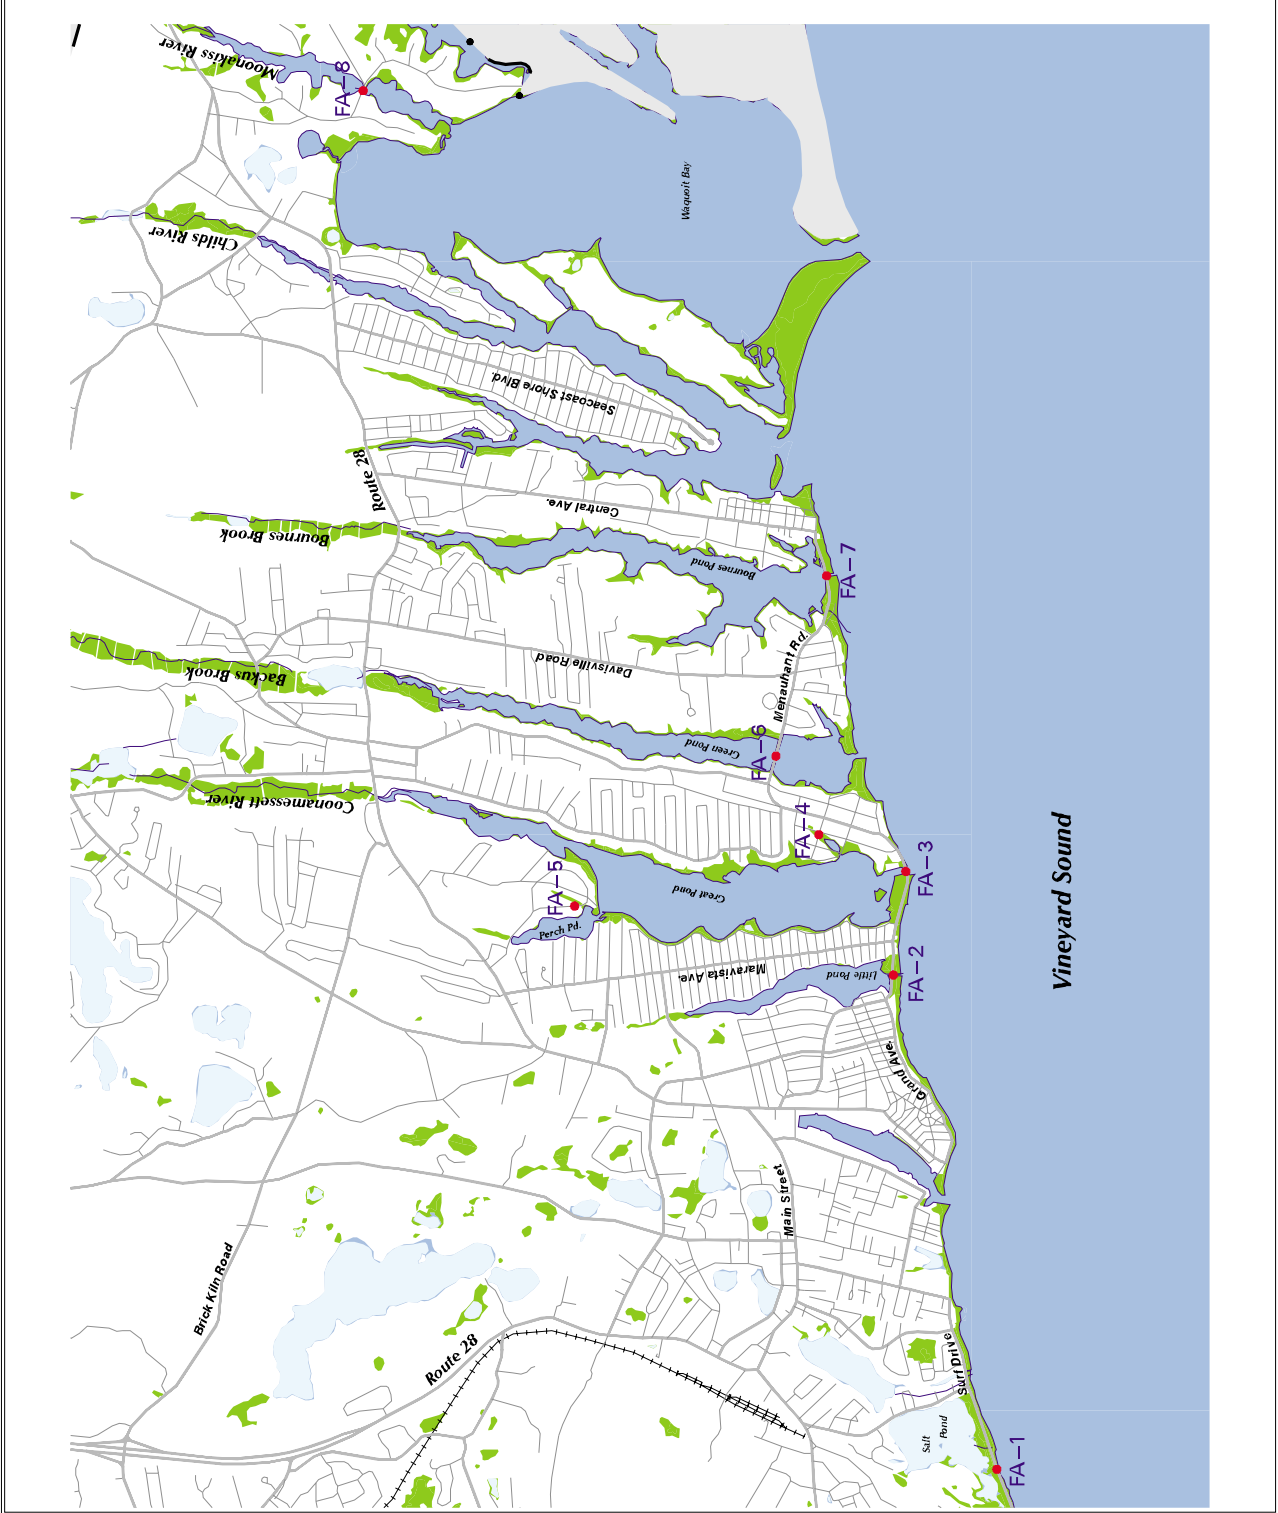 Moonakiss River
FA-8
Waquoit Bay
Childs River
Seacoast Shore Blvd.
Route 28
Central Ave.
Bournes Brook
Bournes Pond
FA-7
Menauhant Rd.
Davisville Road
Backus Brook
Green Pond
FA-6
Coonamessett River
FA-4
FA-3
Great Pond
FA-5
Perch Pd.
Maravista Ave.
Little Pond
FA-2
Vineyard Sound
Grand Ave.
Main Street
Brick Kiln Road
Route 28
Surf Drive
Salt
Pond
FA-1